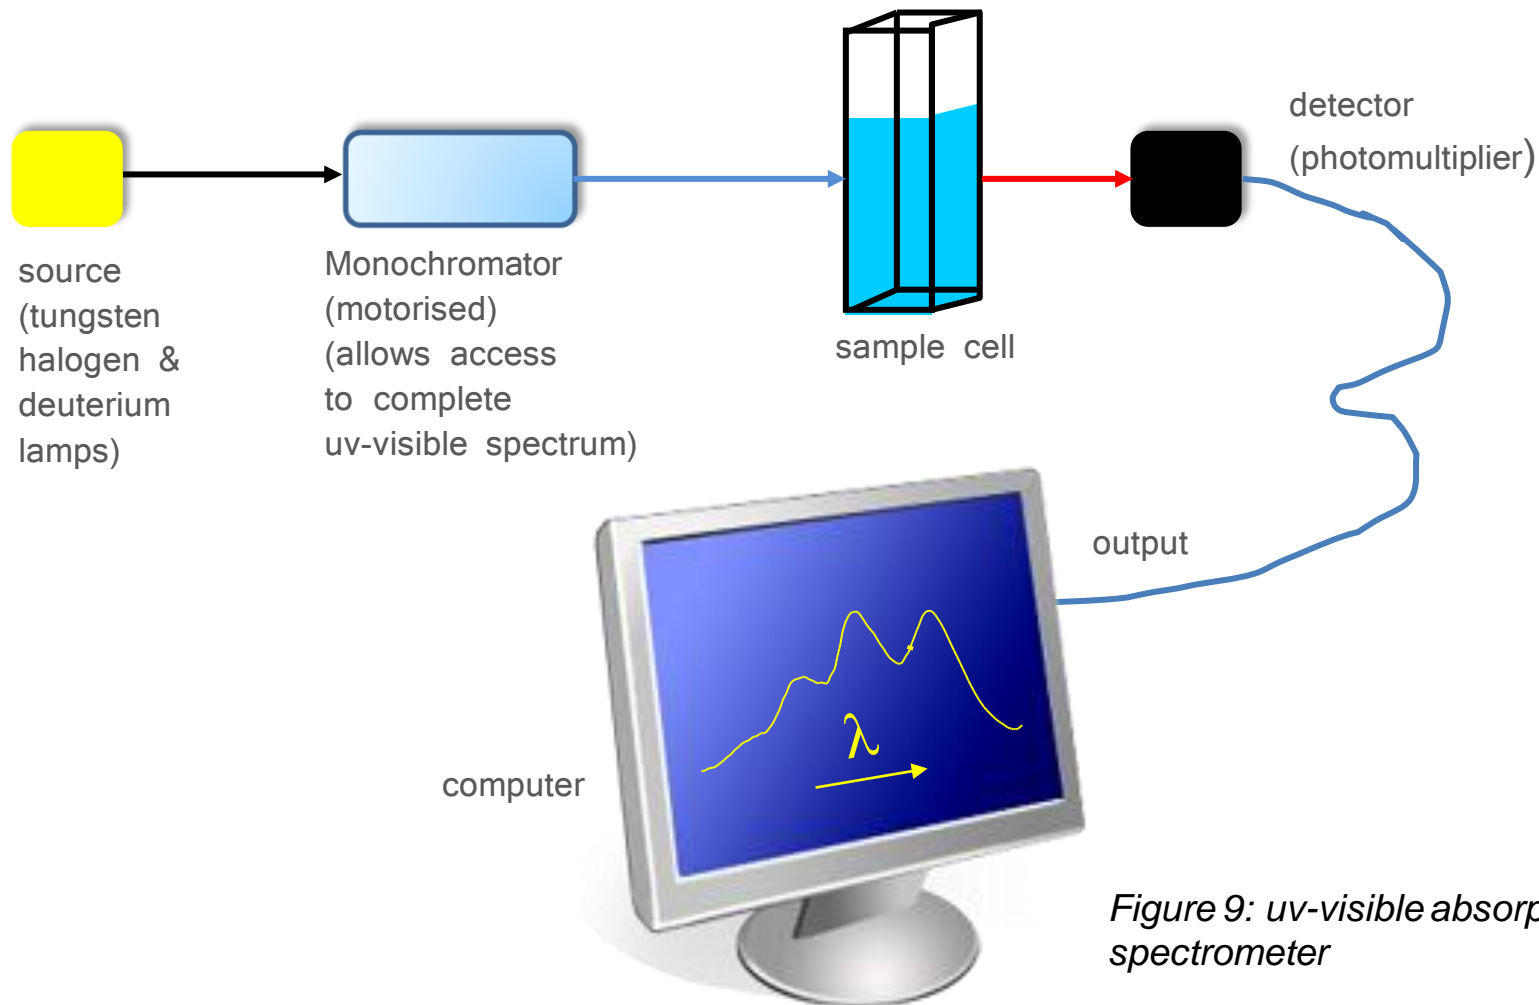 source
(tungsten
halogen &
deuterium
lamps)
Monochromator
(motorised)
(allows access
to complete
uv-visible spectrum)
sample cell
detector
(photomultiplier)
output
computer
λ
Figure 9: uv-visible absorp
spectrometer